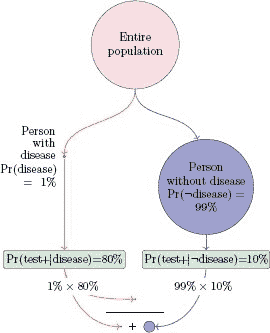 Entire
population
Person
with
disease
Pr(disease)
= 1%
Person
without disease
Pr(¬disease) =
99%
Pr(test+|disease)=80%
Pr(test+|¬disease)=10%
1% × 80%
99% × 10%
+